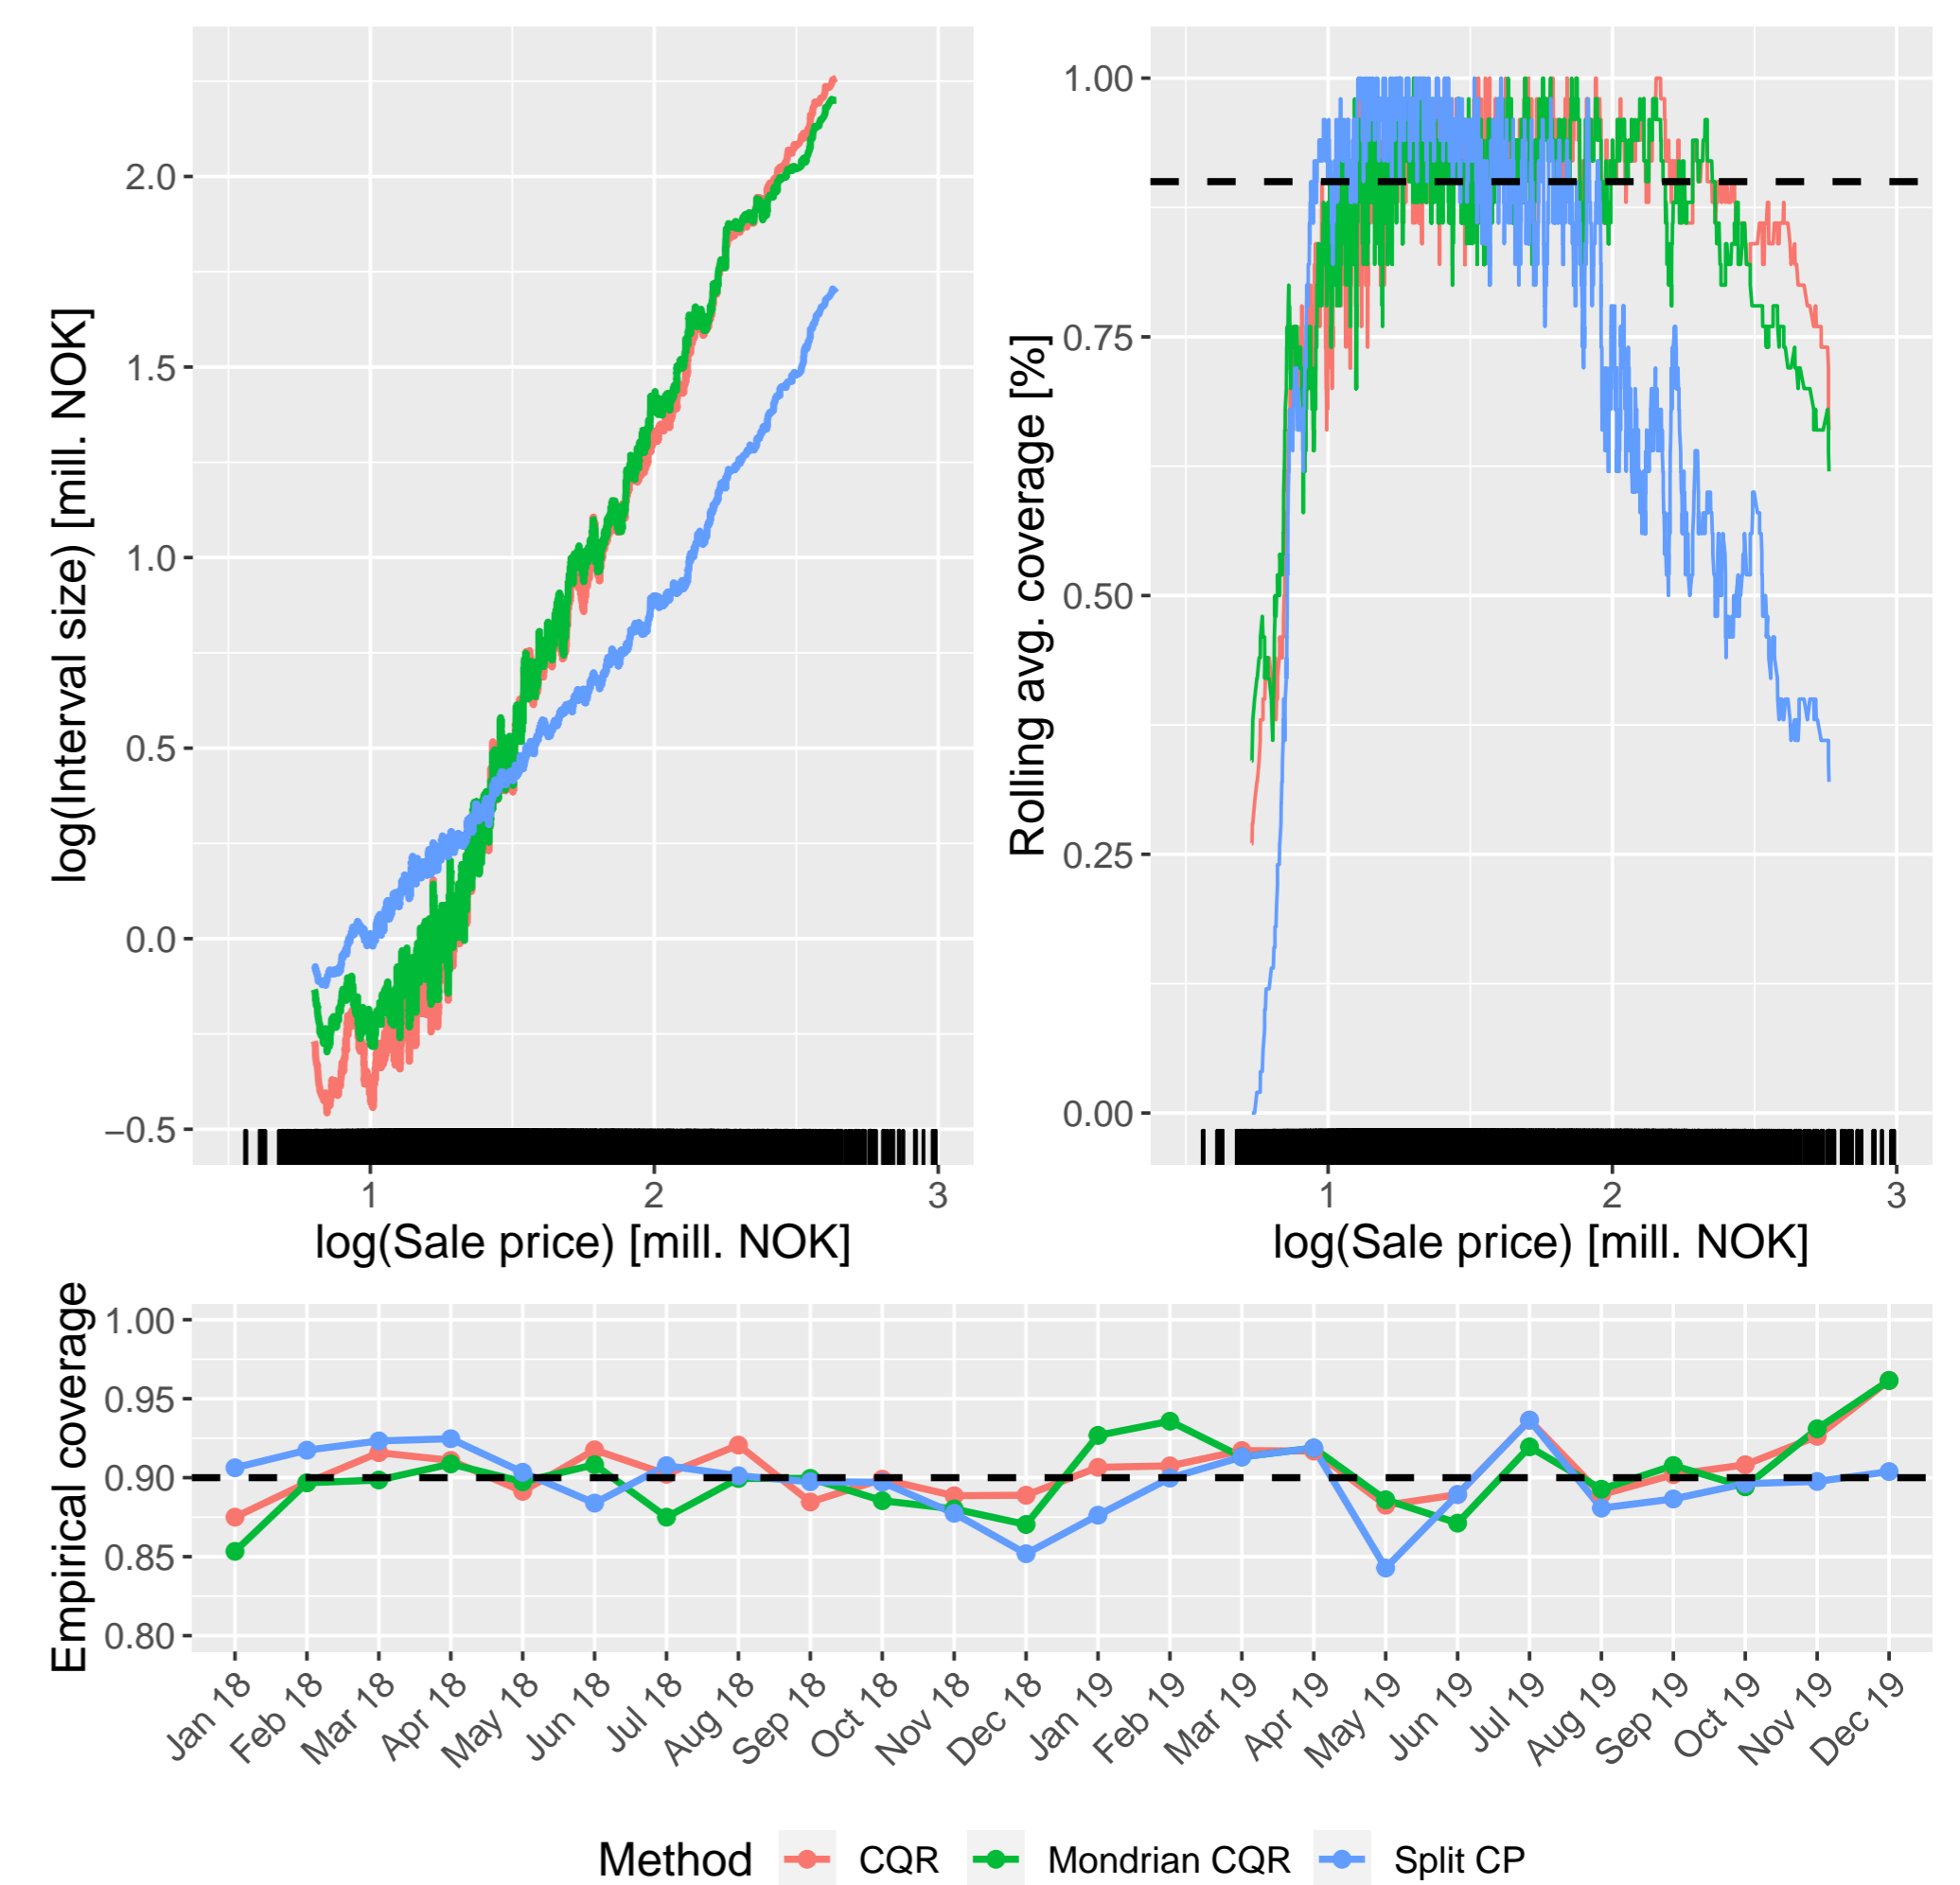 log(Interval size) [mill. NOK]
2.0
1.5
1.0
0.5
0.0
−0.5
1 2 3
log(Sale price) [mill. NOK]
Rolling avg. coverage [%]
1.00
0.75
0.50
0.25
0.00
1 2 3
log(Sale price) [mill. NOK]
Empirical coverage
1.00
0.95
0.90
0.85
0.80
Jan 18
Feb 18
Mar 18
Apr 18
May 18
Jun 18
Jul 18
Aug 18
Sep 18
Oct 18
Nov 18
Dec 18
Jan 19
Feb 19
Mar 19
Apr 19
May 19
Jun 19
Jul 19
Aug 19
Sep 19
Oct 19
Nov 19
Dec 19
Method CQR Mondrian CQR Split CP